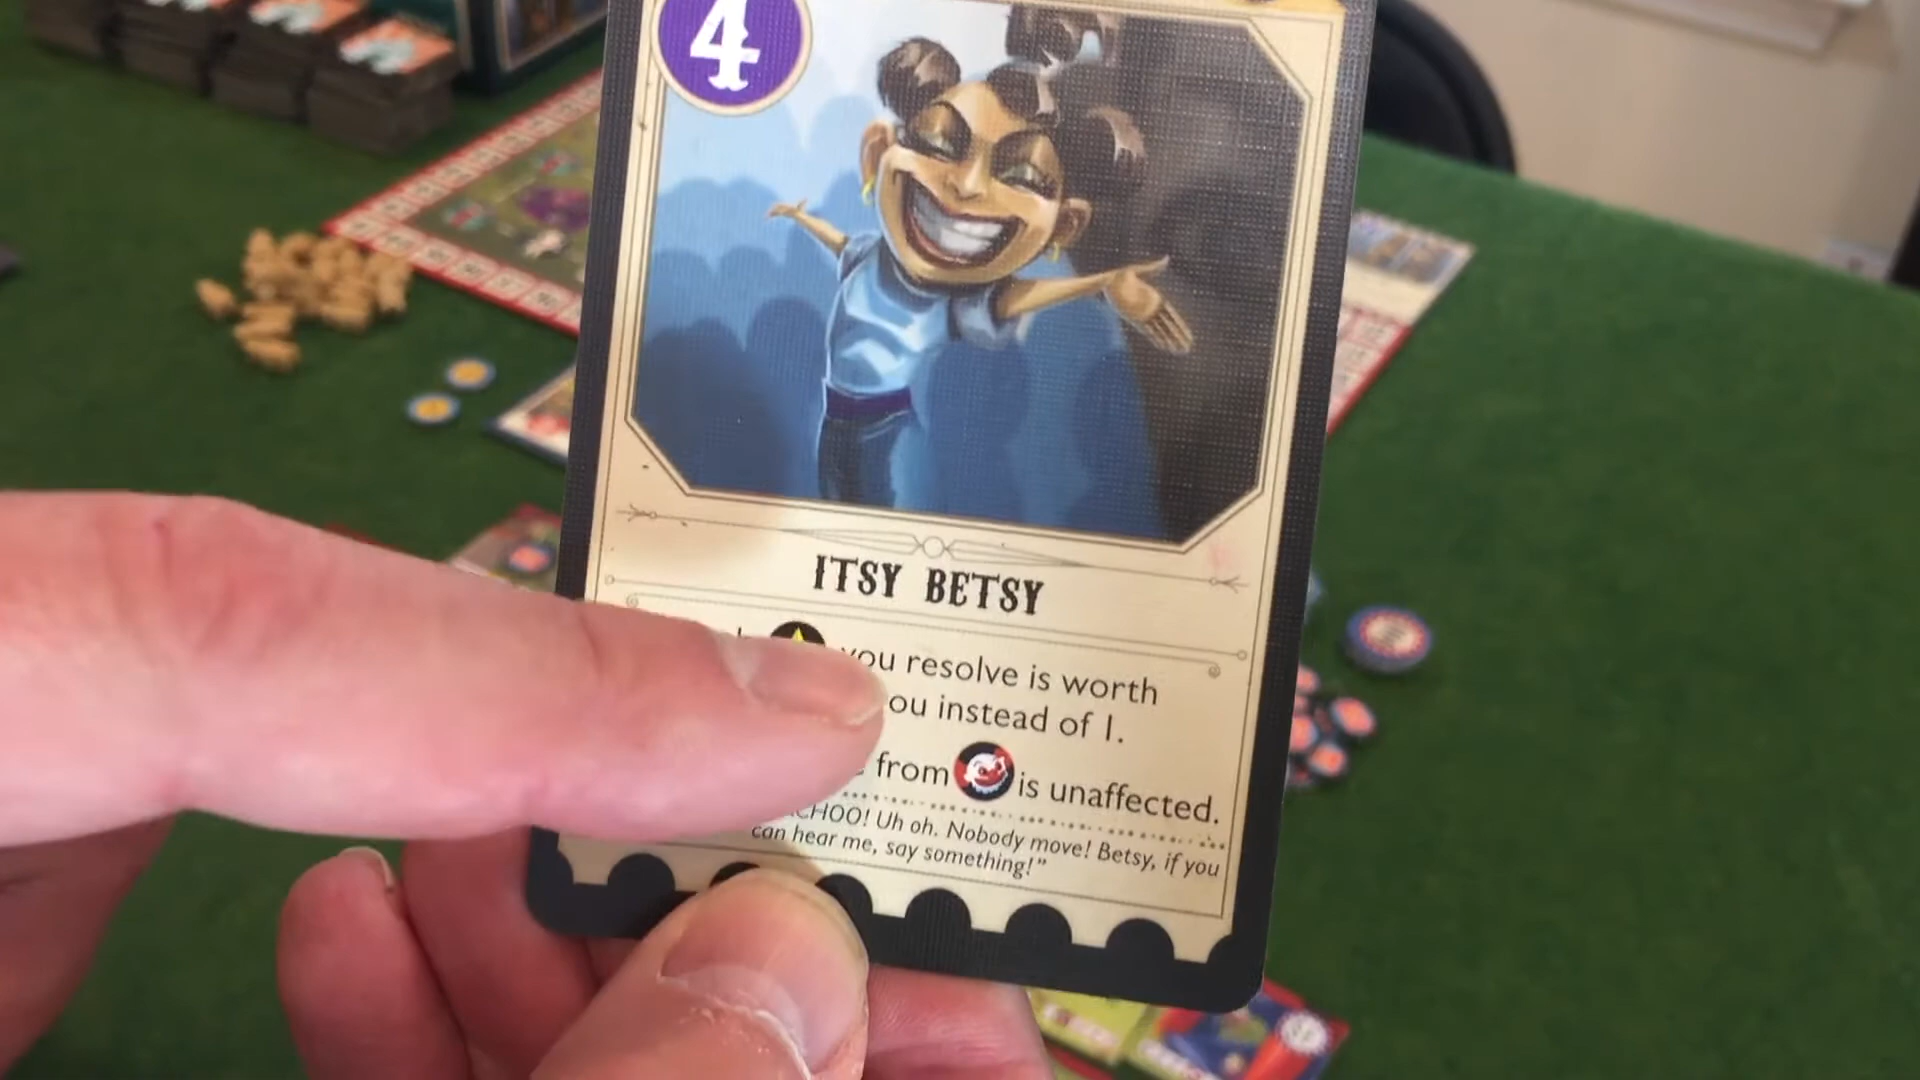 4
ITSY BETSY
you resolve is worth
ou instead of 1.
from is unaffected.
CHOO! Uh oh. Nobody move! Betsy, if you
can hear me, say something!”